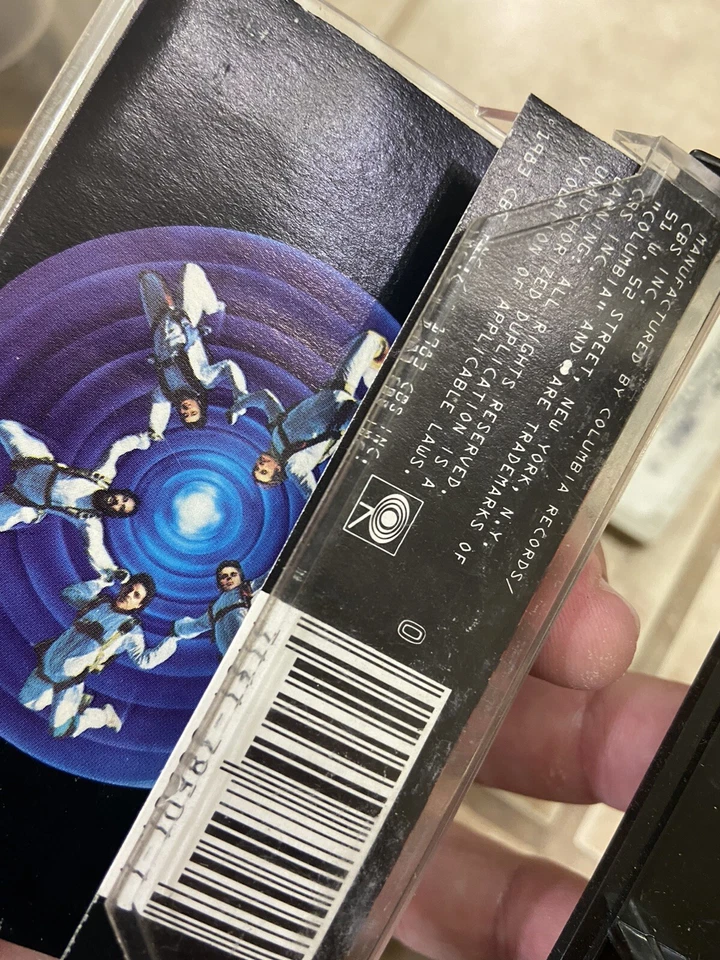 MANUFACTURED BY COLUMBIA RECORDS/
CBS INC.
51 W. 52 STREET, NEW YORK, N.Y.
"COLUMBIA" AND ARE TRADEMARKS OF
CBS INC.
ALL RIGHTS RESERVED.
UNAUTHORIZED DUPLICATION IS A
VIOLATION OF APPLICABLE LAWS.
1983 CBS
INC.
0